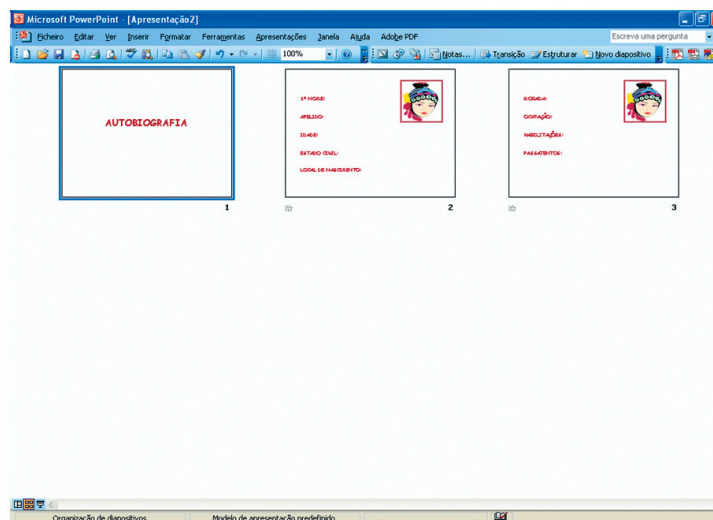 Microsoft PowerPoint - [Apresentação2]
Ficheiro Editar Ver Inserir Formatar Ferramentas Apresentações Janela Ajuda Adobe PDF Escreva uma pergunta
100% Notas... Transição Estruturar Novo diapositivo
AUTOBIOGRAFIA
1
1º NOME:
APELIDO:
IDADE:
ESTADO CIVIL:
LOCAL DE NASCIMENTO:
2
MORADA:
OCUPAÇÃO:
HABILITAÇÕES:
PASSATEMPOS:
3
Organização de diapositivos Modelo de apresentação predefinido